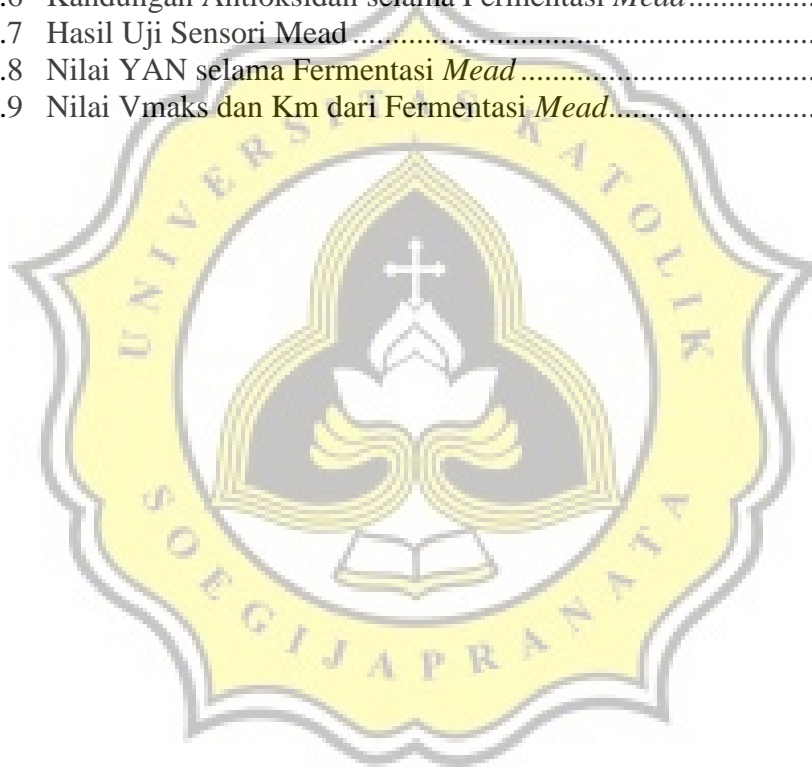 .6 Kandungan Antioksidan selama Fermentasi Mead....................
.7 Hasil Uji Sensori Mead....................
.8 Nilai YAN selama Fermentasi Mead....................
.9 Nilai Vmaks dan Km dari Fermentasi Mead....................
UNIVERSITAS KATOLIK
SOEGIJAPRANATA